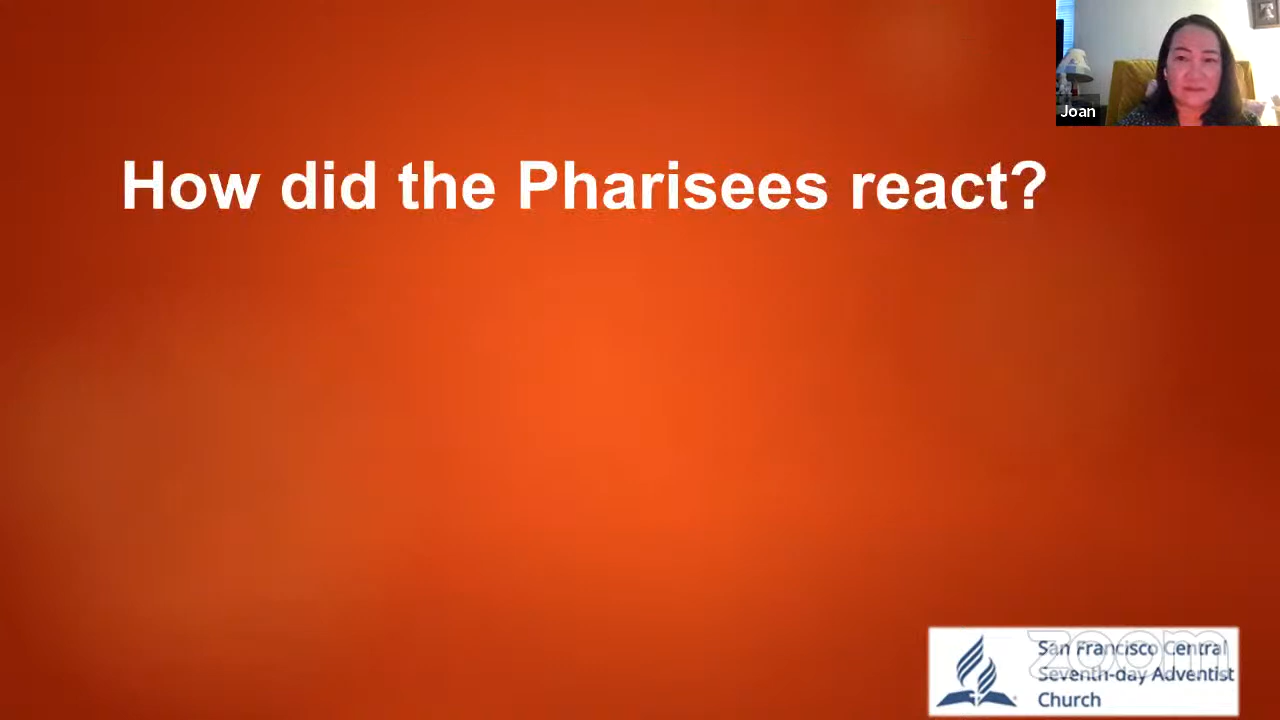 Joan
How did the Pharisees react?
zoom
San Francisco Central
Seventh-day Adventist
Church